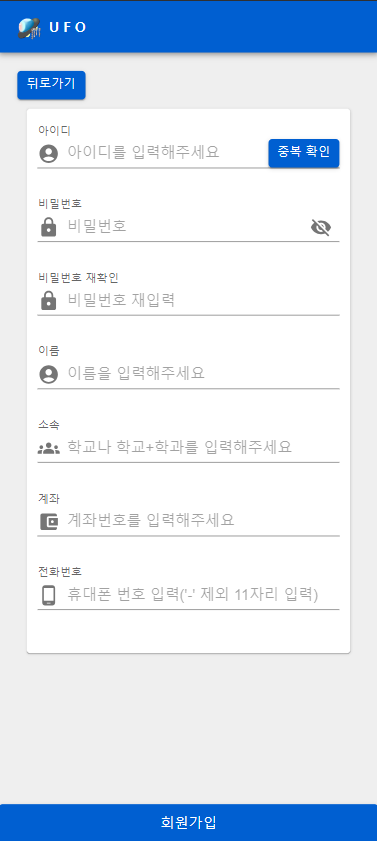 UFO
뒤로가기
아이디
아이디를 입력해주세요
중복 확인
비밀번호
비밀번호
비밀번호 재확인
비밀번호 재입력
이름
이름을 입력해주세요
소속
학교나 학교+학과를 입력해주세요
계좌
계좌번호를 입력해주세요
전화번호
휴대폰 번호 입력('-' 제외 11자리 입력)
회원가입